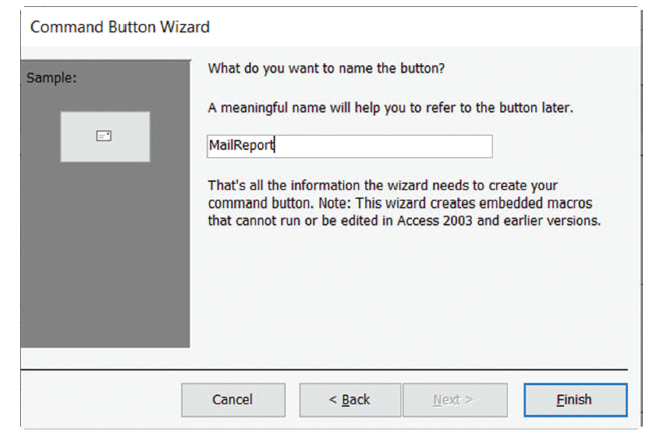 Command Button Wizard
Sample:
What do you want to name the button?
A meaningful name will help you to refer to the button later.
MailReport
That's all the information the wizard needs to create your
command button. Note: This wizard creates embedded macros
that cannot run or be edited in Access 2003 and earlier versions.
Cancel
< Back
Next >
Finish